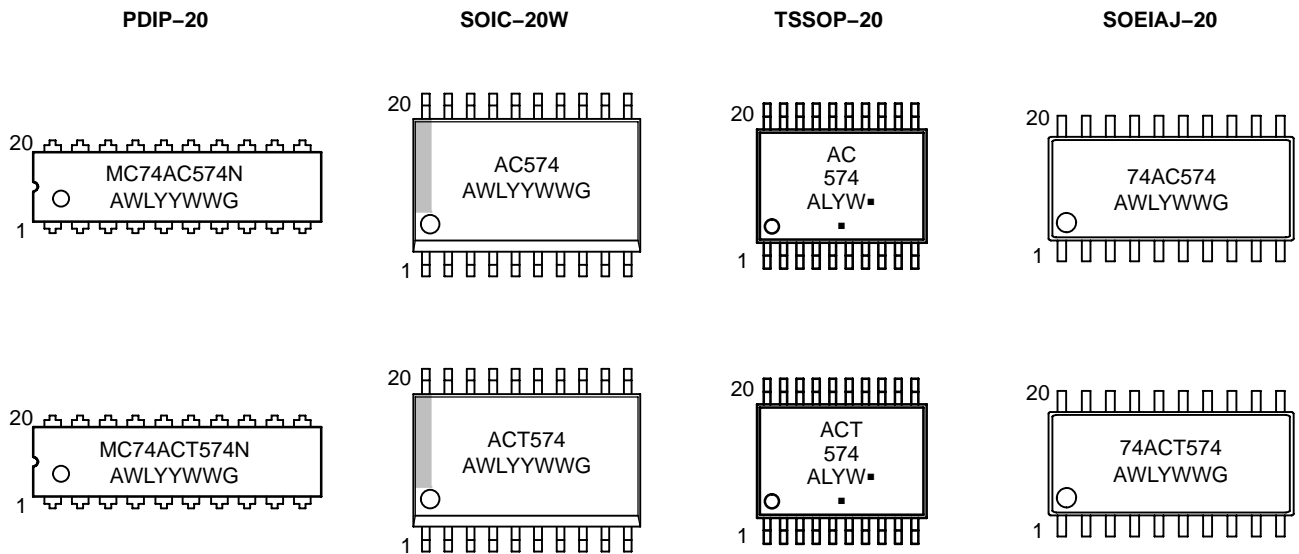 PDIP–20
SOIC–20W
TSSOP–20
SOEIAJ–20
20
MC74AC574N
AWLYYWWG
1
20
AC574
AWLYYWWG
1
20
AC
574
ALYW▪
▪
1
20
74AC574
AWLYWWG
1
20
MC74ACT574N
AWLYYWWG
1
20
ACT574
AWLYYWWG
1
20
ACT
574
ALYW▪
▪
1
20
74ACT574
AWLYWWG
1